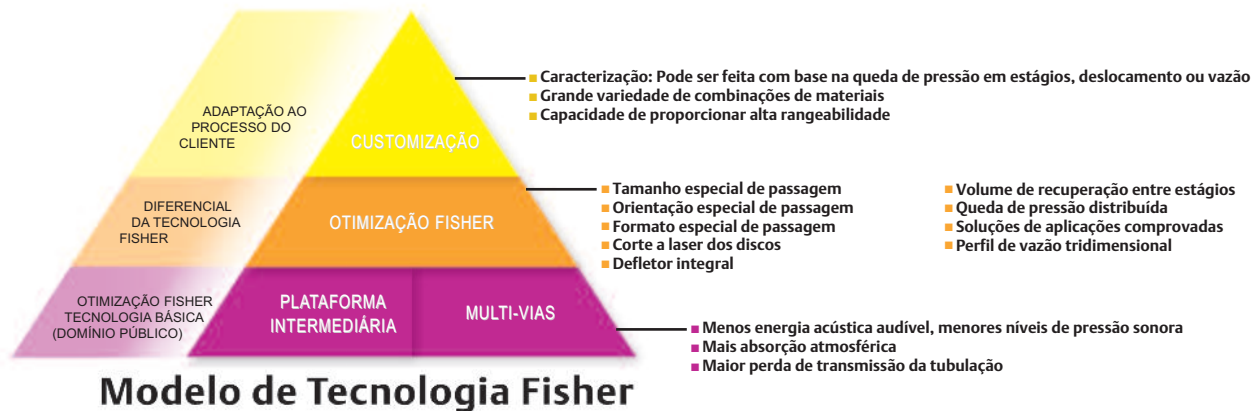 ADAPTAÇÃO AO
PROCESSO DO
CLIENTE
CUSTOMIZAÇÃO
Caracterização: Pode ser feita com base na queda de pressão em estágios, deslocamento ou vazão
Grande variedade de combinações de materiais
Capacidade de proporcionar alta rangeabilidade
DIFERENCIAL
DA TECNOLOGIA
FISHER
OTIMIZAÇÃO FISHER
Tamanho especial de passagem
Orientação especial de passagem
Formato especial de passagem
Corte a laser dos discos
Defletor integral
Volume de recuperação entre estágios
Queda de pressão distribuída
Soluções de aplicações comprovadas
Perfil de vazão tridimensional
OTIMIZAÇÃO FISHER
TECNOLOGIA BÁSICA
(DOMÍNIO PÚBLICO)
PLATAFORMA
INTERMEDIÁRIA
MULTI-VIAS
Menos energia acústica audível, menores níveis de pressão sonora
Mais absorção atmosférica
Maior perda de transmissão da tubulação
Modelo de Tecnologia Fisher